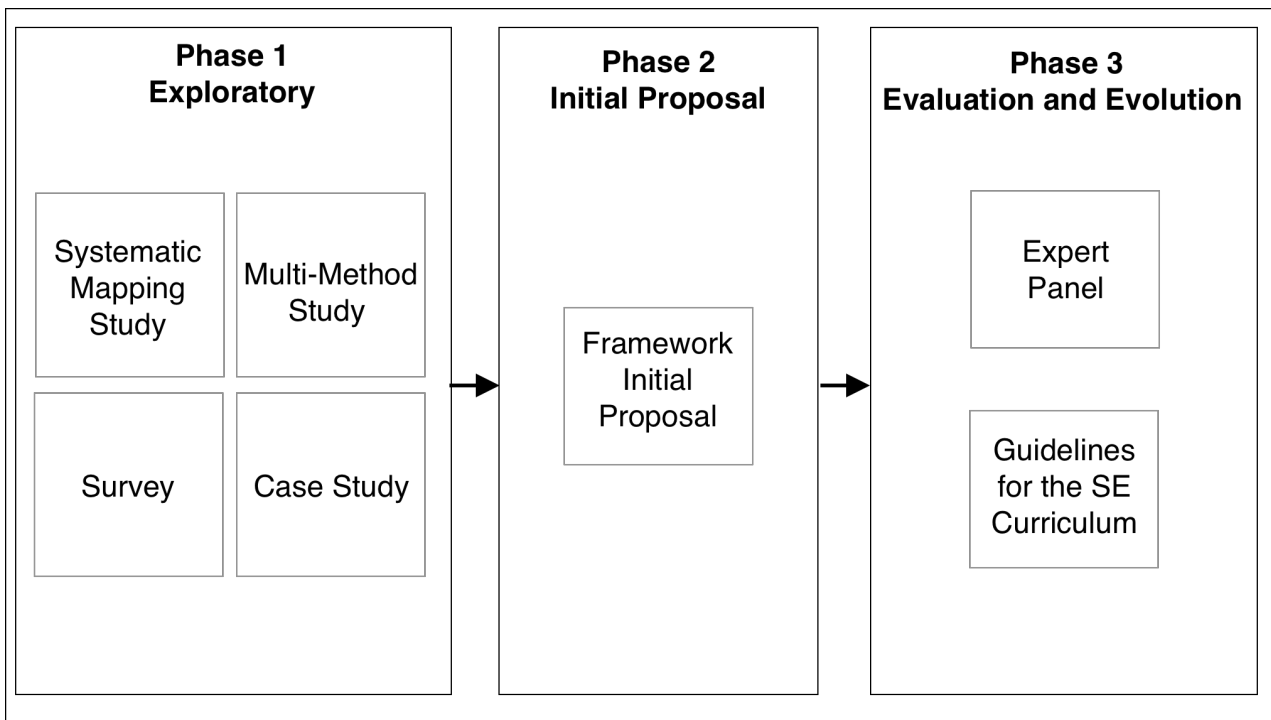 Phase 1
Exploratory
Systematic
Mapping
Study
Multi-Method
Study
Survey
Case Study
Phase 2
Initial Proposal
Framework
Initial
Proposal
Phase 3
Evaluation and Evolution
Expert
Panel
Guidelines
for the SE
Curriculum